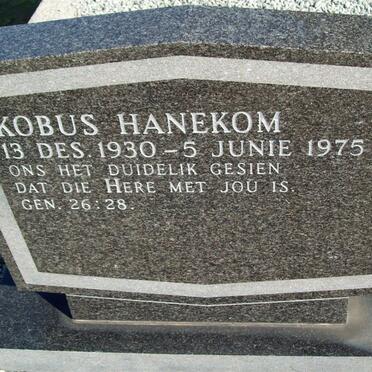 KOBUS HANEKOM
13 DES. 1930 – 5 JUNIE 1975
ONS HET DUIDELIK GESIEN
DAT DIE HERE MET JOU IS.
GEN. 26:28.